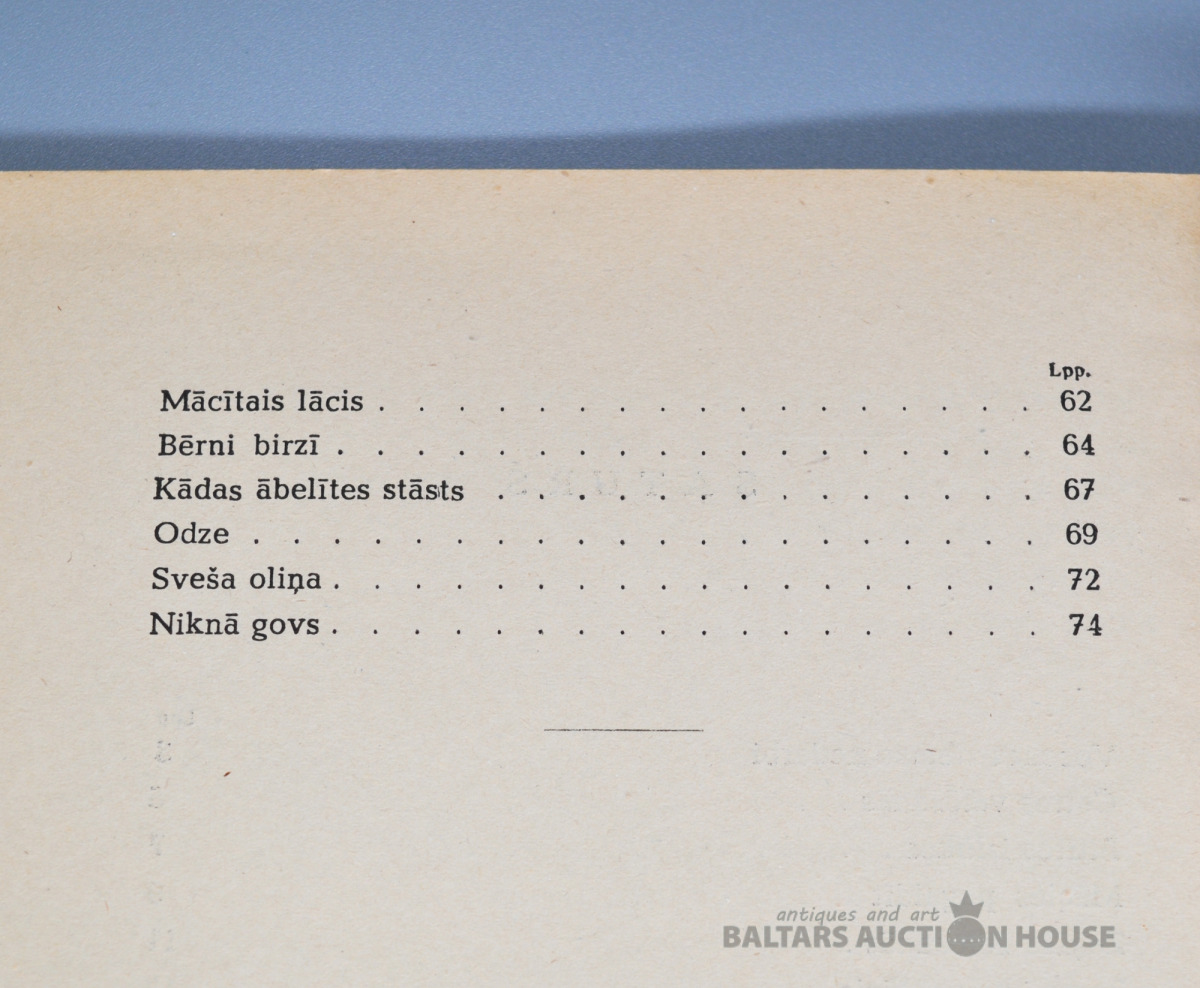 Lpp.
Mācītais lācis . . . . . . . . . . . . . . . . . 62
Bērni birzī . . . . . . . . . . . . . . . . . . 64
Kādas ābelītes stāsts . . . . . . . . . . . . . . 67
Odze . . . . . . . . . . . . . . . . . . . . 69
Sveša oliņa . . . . . . . . . . . . . . . . . . 72
Niknā govs . . . . . . . . . . . . . . . . . . 74
antiques and art
BALTARS AUCTION HOUSE